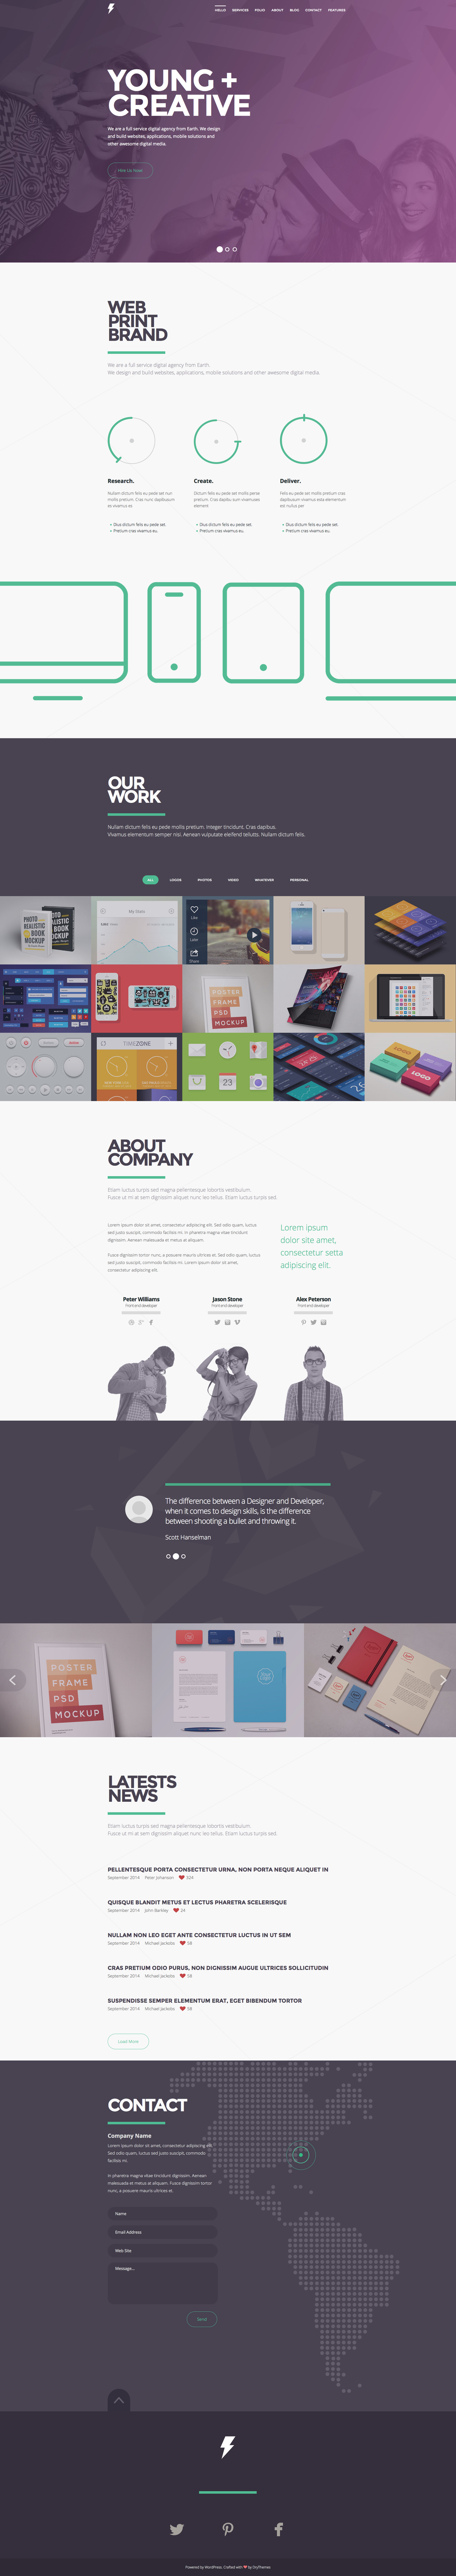 HELLO SERVICES FOLIO ABOUT BLOG CONTACT FEATURES
YOUNG +
CREATIVE
We are a full service digital agency from Earth. We design
and build websites, applications, mobile solutions and
other awesome digital media.
Hire Us Now!
WEB
PRINT
BRAND
We are a full service digital agency from Earth.
We design and build websites, applications, mobile solutions and other awesome digital media.
Research.
Nullam dictum felis eu pede set nun
mollis pretium. Cras nunc dapibusum
ec vivamus ex
Dius dictum felis eu pede set.
Pretium cras vivamus eu.
Create.
Dictum felis eu pede set mollis perse
pretium. Cras dapibu sum vivamuse
element
Dius dictum felis eu pede set.
Pretium cras vivamus eu.
Deliver.
Felis eu pede set mollis pretium cras
dapibusum vivamus esta elementum
est nullus per
Dius dictum felis eu pede set.
Pretium cras vivamus eu.
OUR
WORK
Nullam dictum felis eu pede mollis pretium. Integer tincidunt. Cras dapibus.
Vivamus elementum semper nisi. Aenean vulputate eleifend telluts. Nullam dictum felis.
ALL LOGOS PHOTOS VIDEO WHATEVER PERSONAL
PHOTO
REALISTIC
BOOK
MOCKUP
My Stats
Like
Later
Share
POSTER
FRAME
PSD
MOCKUP
TIMEZONE
23
LOGO
ABOUT
COMPANY
Etiam luctus turpis sed magna pellentesque lobortis vestibulum.
Fusce ut mi at sem dignissim aliquet nunc leo tellus. Etiam luctus turpis sed.
Lorem ipsum dolor sit amet, consectetur adipiscing elit. Sed odio quam, luctus
sed justo suscipit, commodo facilisis mi. In pharetra magna vitae tincidunt
dignissim. Aenean malesuada at metus at aliquam.
Fusce dignissim tortor nunc, a posuere mauris ultrices et. Sed odio quam, luctus
sed justo suscipit, commodo facilisis mi. Lorem ipsum dolor sit amet,
consectetur adipiscing elit.
Lorem ipsum
dolor site amet,
consectetur setta
adipiscing elit.
Peter Williams
Front-end developer
Jason Stone
Front-end developer
Alex Peterson
Front-end developer
The difference between a Designer and Developer,
when it comes to design skills, is the difference
between shooting a bullet and throwing it.
Scott Hanselman
POSTER
FRAME
PSD
MOCKUP
LATESTS
NEWS
Etiam luctus turpis sed magna pellentesque lobortis vestibulum.
Fusce ut mi at sem dignissim aliquet nunc leo tellus. Etiam luctus turpis sed.
PELLENTESQUE PORTA CONSECTETUR URNA, NON PORTA NEQUE ALIQUET IN
September 2014 Peter Johanson 524
QUISQUE BLANDIT METUS ET LECTUS PHARETRA SCELERISQUE
September 2014 John Barkley 24
NULLAM NON LEO EGET ANTE CONSECTETUR LUCTUS IN UT SEM
September 2014 Michael Jackobs 58
CRAS PRETIUM ODIO PURUS, NON DIGNISSIM AUGUE ULTRICES SOLLICITUDIN
September 2014 Michael Jackobs 58
SUSPENDISSE SEMPER ELEMENTUM ERAT, EGET BIBENDUM TORTOR
September 2014 Michael Jackobs 58
Load More
CONTACT
Company Name
Lorem ipsum dolor sit amet, consectetur adipiscing elit.
Sed odio quam, luctus sed justo suscipit, commodo
facilisis mi.
In pharetra magna vitae tincidunt dignissim. Aenean
malesuada at metus at aliquam. Fusce dignissim tortor
nunc, a posuere mauris ultrices et.
Name
Email Address
Web Site
Message...
Send
Powered by WordPress. Crafted with ❤ by SkyThemes